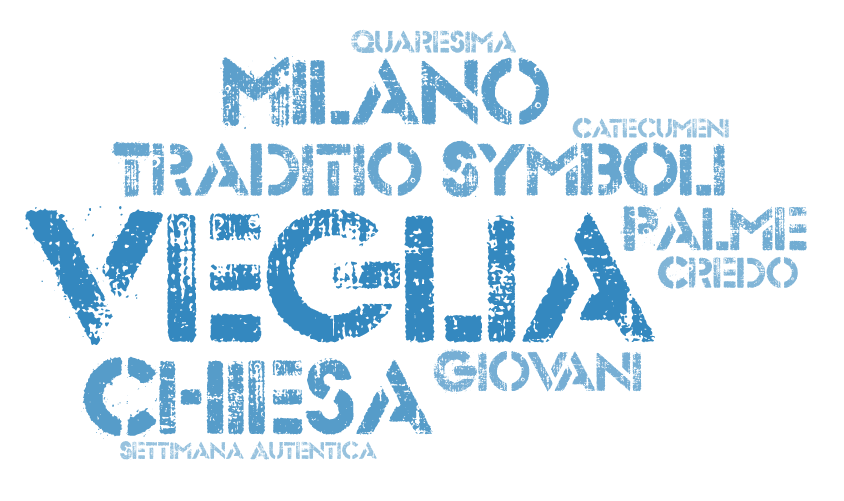 QUARESIMA
MILANO
CATECUMENI
TRADITIO SYMBOLI
VEGLIA
PALME
CREDO
CHIESA
GIOVANI
SETTIMANA AUTENTICA